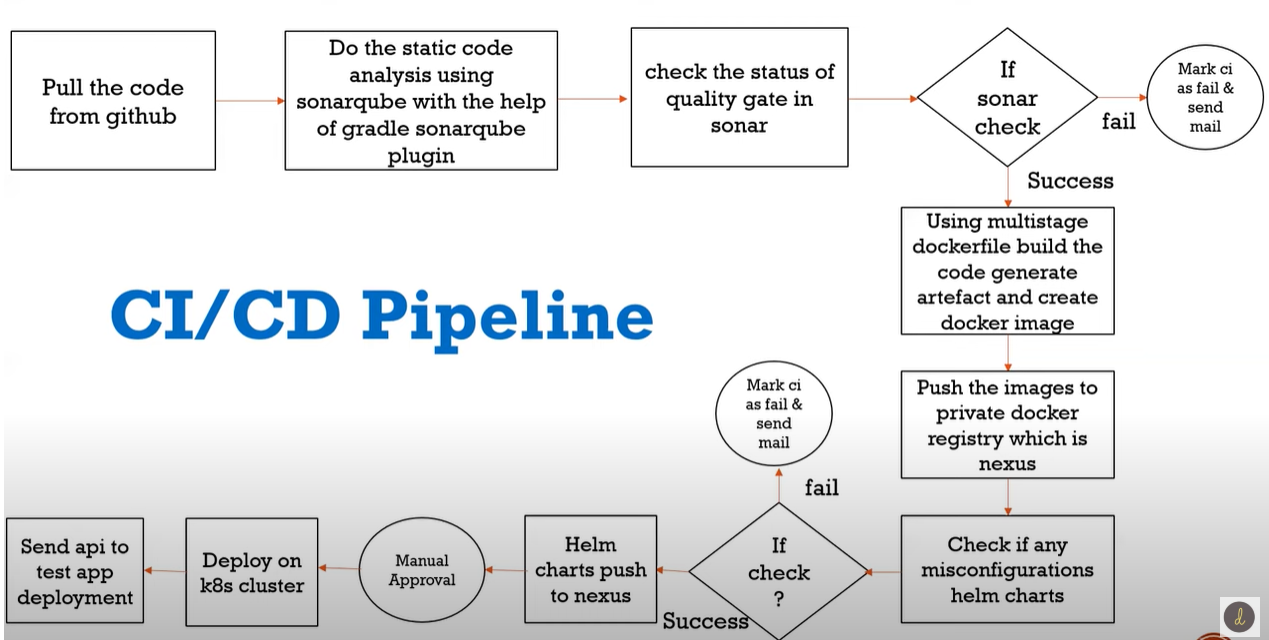 Pull the code
from github
Do the static code
analysis using
sonarqube with the help
of gradle sonarqube
plugin
check the status of
quality gate in
sonar
If
sonar
check
fail
Mark ci
as fail &
send
mail
Success
Using multistage
dockerfile build the
code generate
artefact and create
docker image
CI/CD Pipeline
Push the images to
private docker
registry which is
nexus
Check if any
misconfigurations
helm charts
If
check
?
fail
Mark ci
as fail &
send
mail
Success
Helm
charts push
to nexus
Manual
Approval
Deploy on
k8s cluster
Send api to
test app
deployment
d